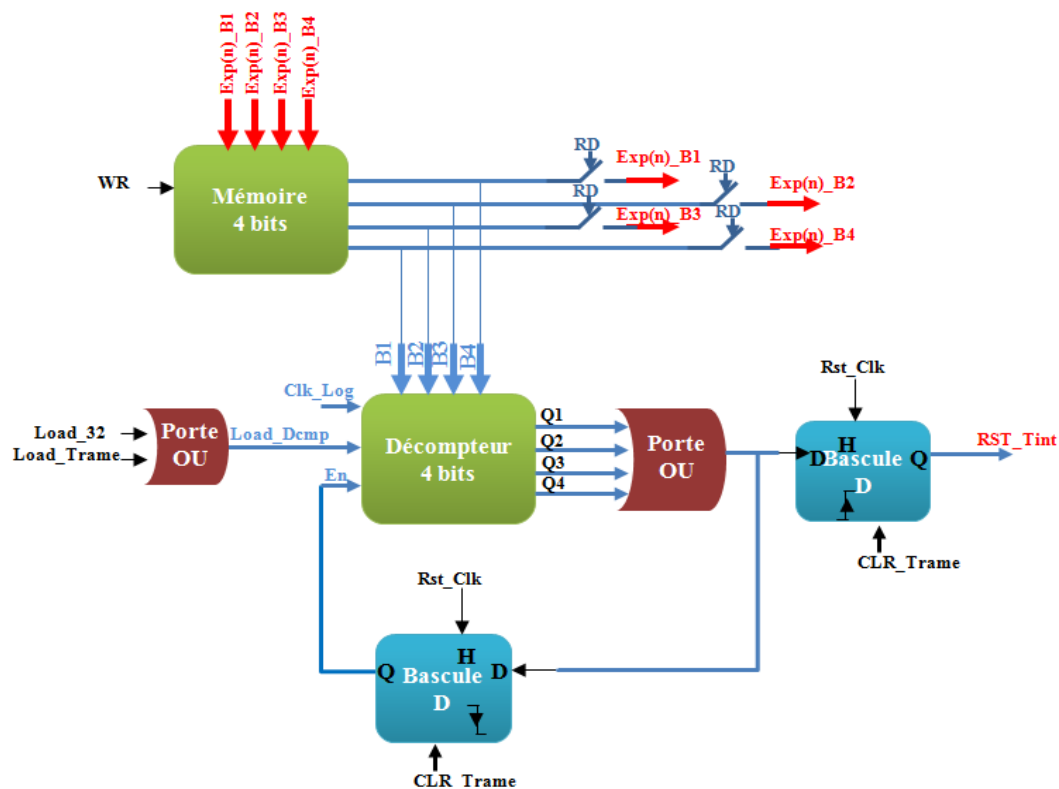 Exp(n)_B1
Exp(n)_B2
Exp(n)_B3
Exp(n)_B4
WR
Mémoire
4 bits
RD
Exp(n)_B1
RD
Exp(n)_B2
RD
Exp(n)_B3
RD
Exp(n)_B4
B1
B2
B3
B4
Clk_Log
Load_32
Load_Trame
Porte
OU
Load_Dcmp
En
Décompteur
4 bits
Q1
Q2
Q3
Q4
Porte
OU
Rst_Clk
H
D
Bascule
D
Q
RST_Tint
CLR_Trame
Rst_Clk
H
Q
Bascule
D
D
CLR_Trame